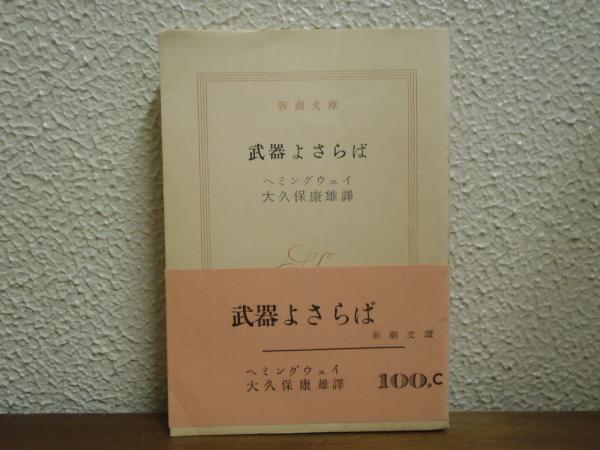 新潮文庫
武器よさらば
ヘミングウェイ
大久保康雄譯
武器よさらば
新潮文庫
ヘミングウェイ
大久保康雄譯
100.C